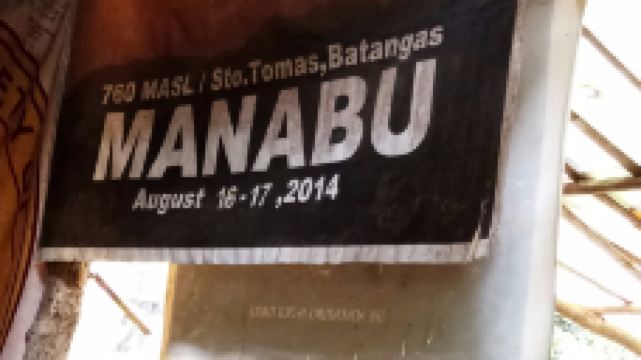 760 MASL / Sto.Tomas,Batangas
MANABU
August 16-17,2014